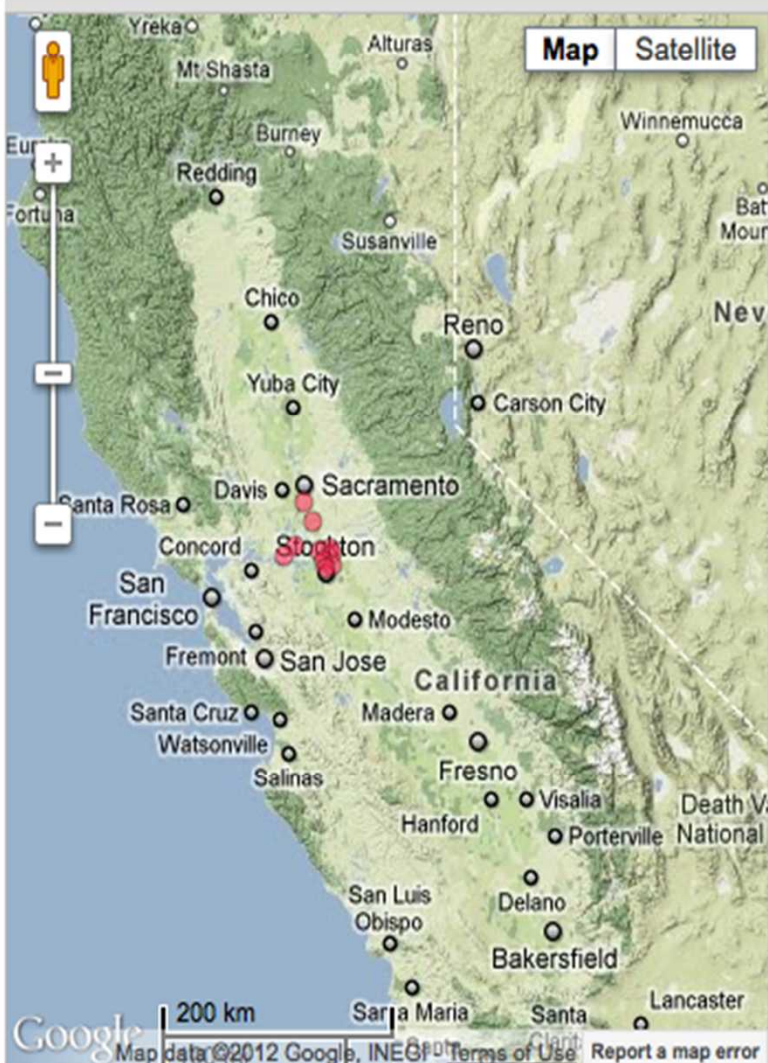 Yreka
Alturas
Map Satellite
Mt Shasta
Winnemucca
Burney
Redding
Fortuna
Susanville
Bat
Mour
Chico
Reno
Nev
Yuba City
Carson City
Davis
Sacramento
Santa Rosa
Concord
Stockton
San
Francisco
Modesto
Fremont
San Jose
California
Santa Cruz
Madera
Watsonville
Salinas
Fresno
Visalia
Death Va
Hanford
Porterville
National
San Luis
Obispo
Delano
Bakersfield
200 km
Santa Maria
Santa
Lancaster
Google
Map data ©2012 Google, INEGI - Terms of Use
Report a map error